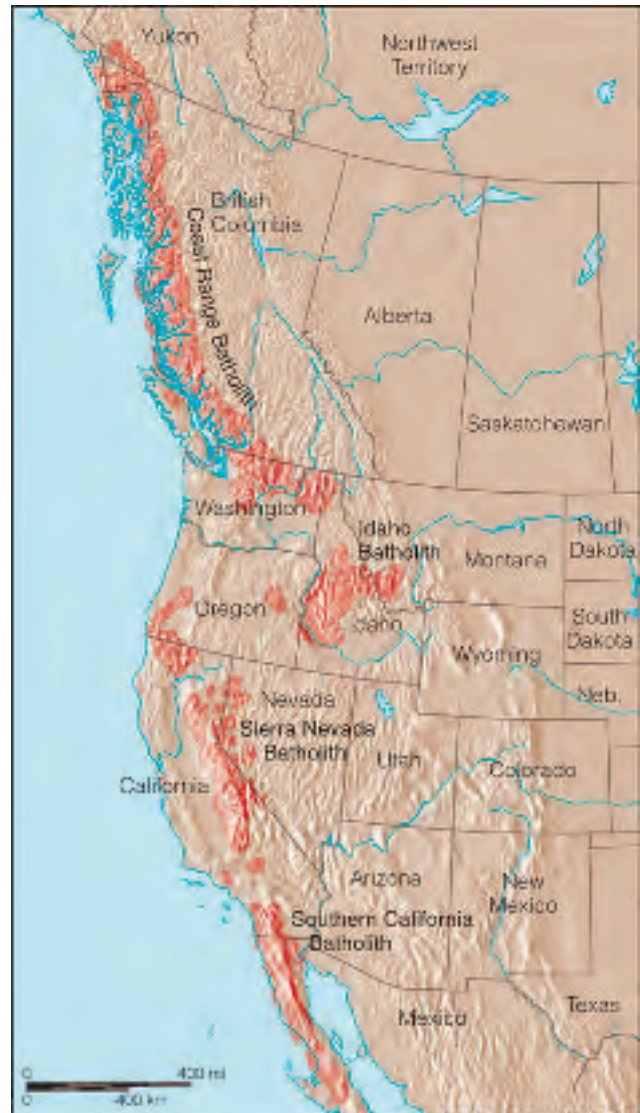 Yukon
Northwest
Territory
British
Columbia
Coast Range Batholith
Alberta
Saskatchewan
Washington
Idaho
Batholith
Montana
North
Dakota
Oregon
Idaho
South
Dakota
Wyoming
Neb.
Nevada
Sierra Nevada
Batholith
Utah
Colorado
California
Arizona
New
Mexico
Southern California
Batholith
Mexico
Texas
0
400 mi
0
400 km